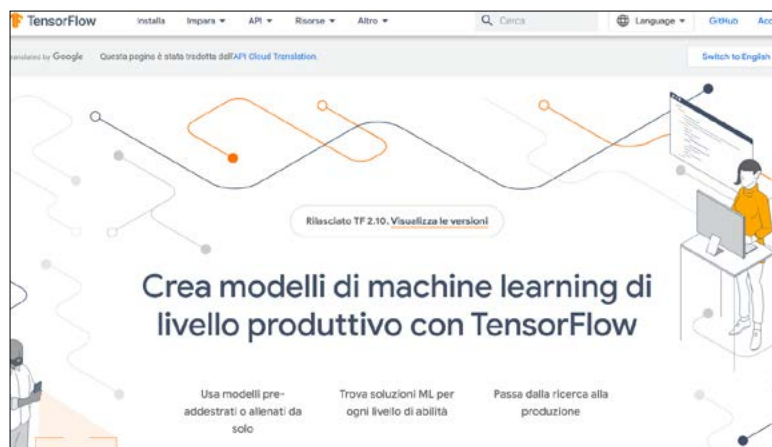 TensorFlow Installa Impara API Risorse Altro Cerca Language GitHub
by Google Questa pagina è stata tradotta dall'API Cloud Translation. Switch to English
Rilasciato TF 2.10. Visualizza le versioni
Crea modelli di machine learning di
livello produttivo con TensorFlow
Usa modelli pre-
addestrati o allenati da
solo
Trova soluzioni ML per
ogni livello di abilità
Passa dalla ricerca alla
produzione